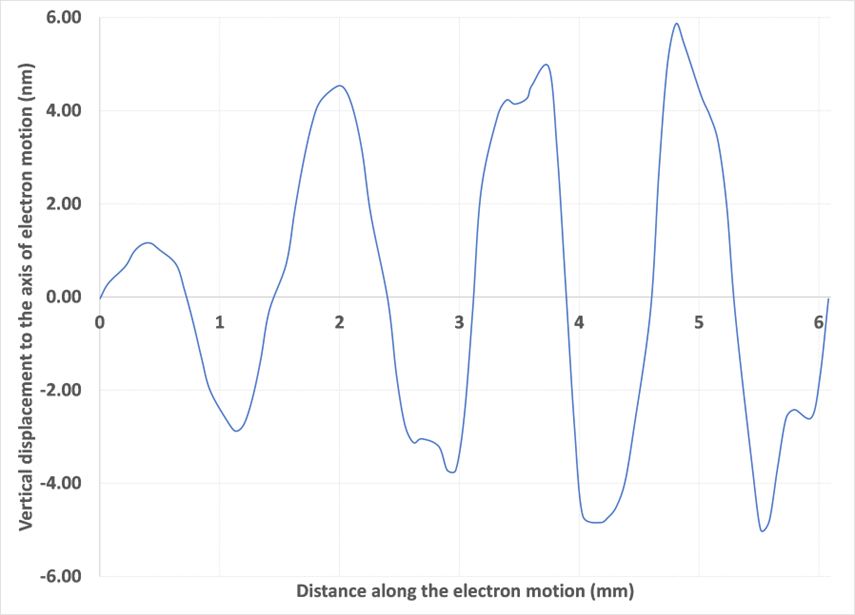 6.00
4.00
2.00
0.00
-2.00
-4.00
-6.00
0 1 2 3 4 5 6
Vertical displacement to the axis of electron motion (nm)
Distance along the electron motion (mm)